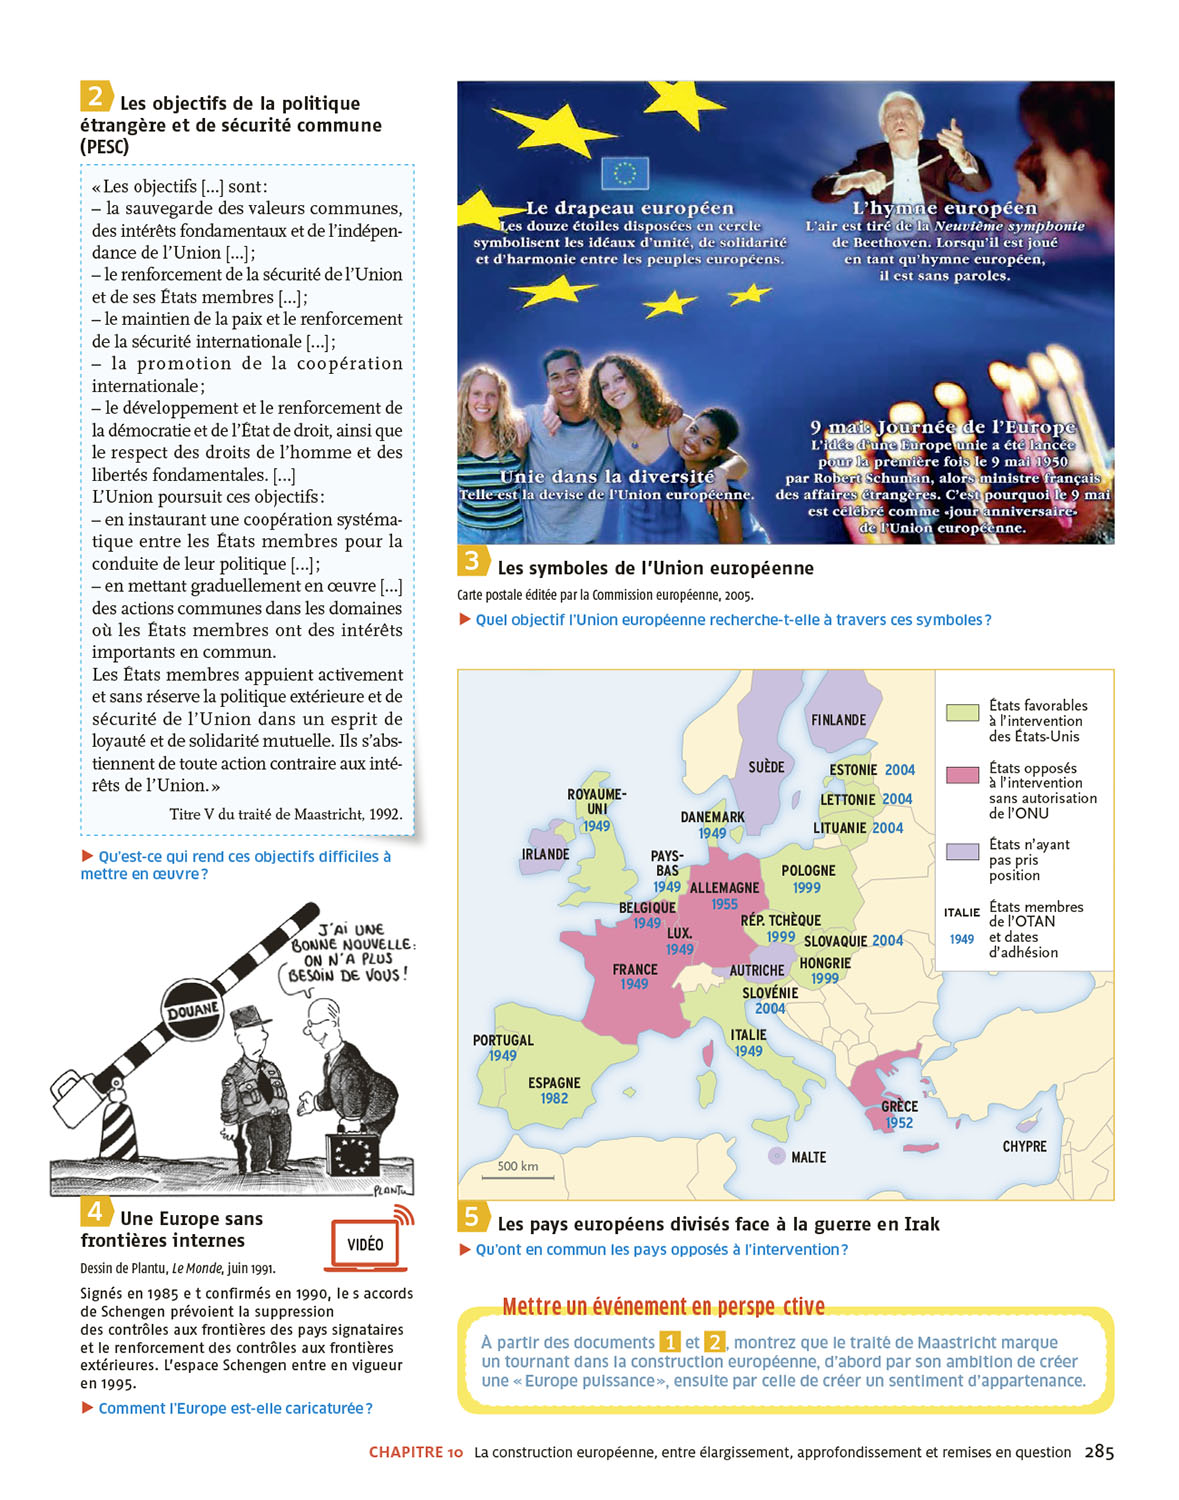 2 Les objectifs de la politique
étrangère et de sécurité commune
(PESC)
« Les objectifs [...] sont :
– la sauvegarde des valeurs communes,
des intérêts fondamentaux et de l'indépen-
dance de l'Union [...] ;
– le renforcement de la sécurité de l'Union
et de ses États membres [...] ;
– le maintien de la paix et le renforcement
de la sécurité internationale [...] ;
– la promotion de la coopération
internationale ;
– le développement et le renforcement de
la démocratie et de l'État de droit, ainsi que
le respect des droits de l'homme et des
libertés fondamentales. [...]
L'Union poursuit ces objectifs :
– en instaurant une coopération systéma-
tique entre les États membres pour la
conduite de leur politique [...] ;
– en mettant graduellement en œuvre [...]
des actions communes dans les domaines
où les États membres ont des intérêts
importants en commun.
Les États membres appuient activement
et sans réserve la politique extérieure et de
sécurité de l'Union dans un esprit de
loyauté et de solidarité mutuelle. Ils s'abs-
tiennent de toute action contraire aux inté-
rêts de l'Union. »
Titre V du traité de Maastricht, 1992.
► Qu'est-ce qui rend ces objectifs difficiles à
mettre en œuvre ?
J'AI UNE
BONNE NOUVELLE :
ON N'A PLUS
BESOIN DE VOUS !
DOUANE
PLANTU
4 Une Europe sans
frontières internes
VIDÉO
Dessin de Plantu, Le Monde, juin 1991.
Signés en 1985 e t confirmés en 1990, le s accords
de Schengen prévoient la suppression
des contrôles aux frontières des pays signataires
et le renforcement des contrôles aux frontières
extérieures. L'espace Schengen entre en vigueur
en 1995.
► Comment l'Europe est-elle caricaturée ?
Le drapeau européen
Les douze étoiles disposées en cercle
symbolisent les idéaux d'unité, de solidarité
et d'harmonie entre les peuples européens.
L'hymne européen
L'air est tiré de la Neuvième symphonie
de Beethoven. Lorsqu'il est joué
en tant qu'hymne européen,
il est sans paroles.
Unie dans la diversité
Telle est la devise de l'Union européenne.
9 mai: Journée de l'Europe
L'idée d'une Europe unie a été lancée
pour la première fois le 9 mai 1950
par Robert Schuman, alors ministre français
des affaires étrangères. C'est pourquoi le 9 mai
est célébré comme «jour anniversaire»
de l'Union européenne.
3 Les symboles de l'Union européenne
Carte postale éditée par la Commission européenne, 2005.
► Quel objectif l'Union européenne recherche-t-elle à travers ces symboles ?
FINLANDE
SUÈDE
ESTONIE 2004
LETTONIE 2004
LITUANIE 2004
ROYAUME-
UNI
1949
DANEMARK
1949
IRLANDE
PAYS-
BAS
1949
ALLEMAGNE
1955
POLOGNE
1999
BELGIQUE
1949
LUX.
1949
RÉP. TCHÈQUE
1999
SLOVAQUIE 2004
FRANCE
1949
AUTRICHE
HONGRIE
1999
SLOVÉNIE
2004
PORTUGAL
1949
ITALIE
1949
ESPAGNE
1982
GRÈCE
1952
CHYPRE
MALTE
500 km
États favorables
à l'intervention
des États-Unis
États opposés
à l'intervention
sans autorisation
de l'ONU
États n'ayant
pas pris
position
ITALIE
1949
États membres
de l'OTAN
et dates
d'adhésion
5 Les pays européens divisés face à la guerre en Irak
► Qu'ont en commun les pays opposés à l'intervention ?
Mettre un événement en perspe ctive
À partir des documents 1 et 2, montrez que le traité de Maastricht marque
un tournant dans la construction européenne, d'abord par son ambition de créer
une « Europe puissance », ensuite par celle de créer un sentiment d'appartenance.
CHAPITRE 10 La construction européenne, entre élargissement, approfondissement et remises en question 285